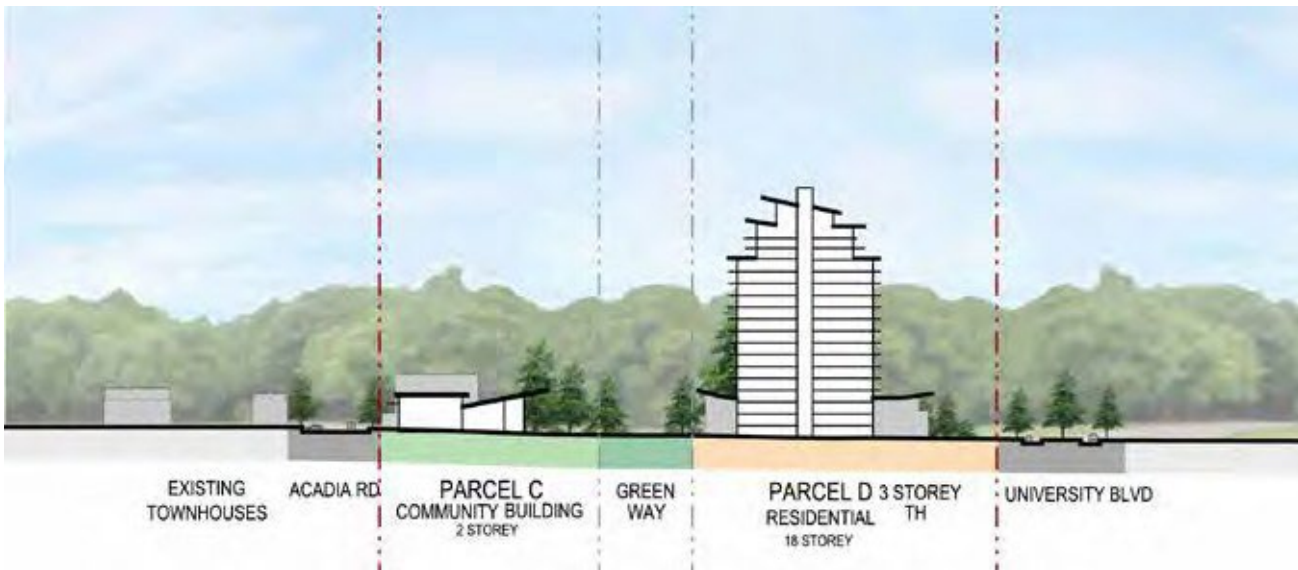 EXISTING
TOWNHOUSES
ACADIA RD
PARCEL C
COMMUNITY BUILDING
2 STOREY
GREEN
WAY
PARCEL D 3 STOREY
RESIDENTIAL TH
18 STOREY
UNIVERSITY BLVD